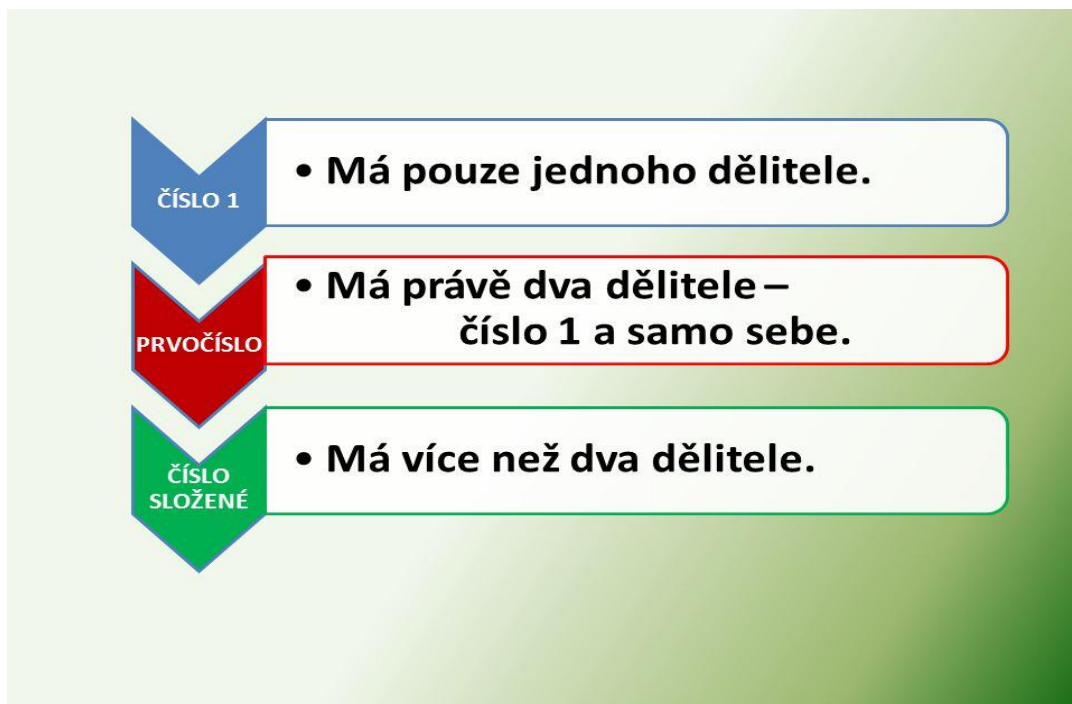 ČÍSLO 1
• Má pouze jednoho dělitele.
PRVOČÍSLO
• Má právě dva dělitele –
číslo 1 a samo sebe.
ČÍSLO
SLOŽENÉ
• Má více než dva dělitele.